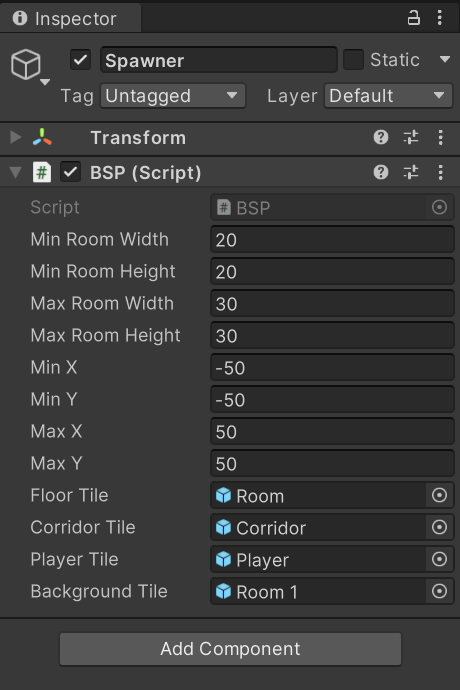 Inspector
Spawner Static
Tag Untagged Layer Default
Transform
# BSP (Script)
Script # BSP
Min Room Width 20
Min Room Height 20
Max Room Width 30
Max Room Height 30
Min X -50
Min Y -50
Max X 50
Max Y 50
Floor Tile Room
Corridor Tile Corridor
Player Tile Player
Background Tile Room 1
Add Component